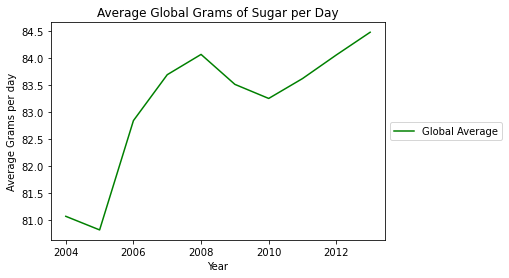 Average Global Grams of Sugar per Day
84.5
84.0
83.5
83.0
82.5
82.0
81.5
81.0
Average Grams per day
2004 2006 2008 2010 2012
Year
Global Average